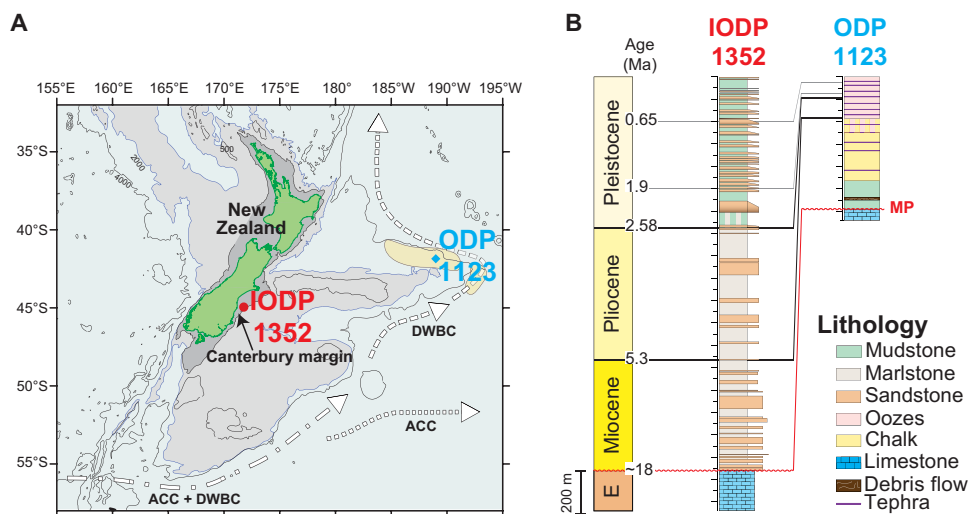 A
155°E 160°E 165°E 170°E 175°E 180°E 185°W 190°W 195°W
35°S
40°S
45°S
50°S
55°S
500
2000
4000
New
Zealand
ODP
1123
IODP
1352
Canterbury margin
DWBC
ACC
ACC + DWBC
B
Age
(Ma)
IODP
1352
ODP
1123
Pleistocene
Pliocene
Miocene
E
0.65
1.9
2.58
5.3
~18
200 m
MP
Lithology
Mudstone
Marlstone
Sandstone
Oozes
Chalk
Limestone
Debris flow
Tephra